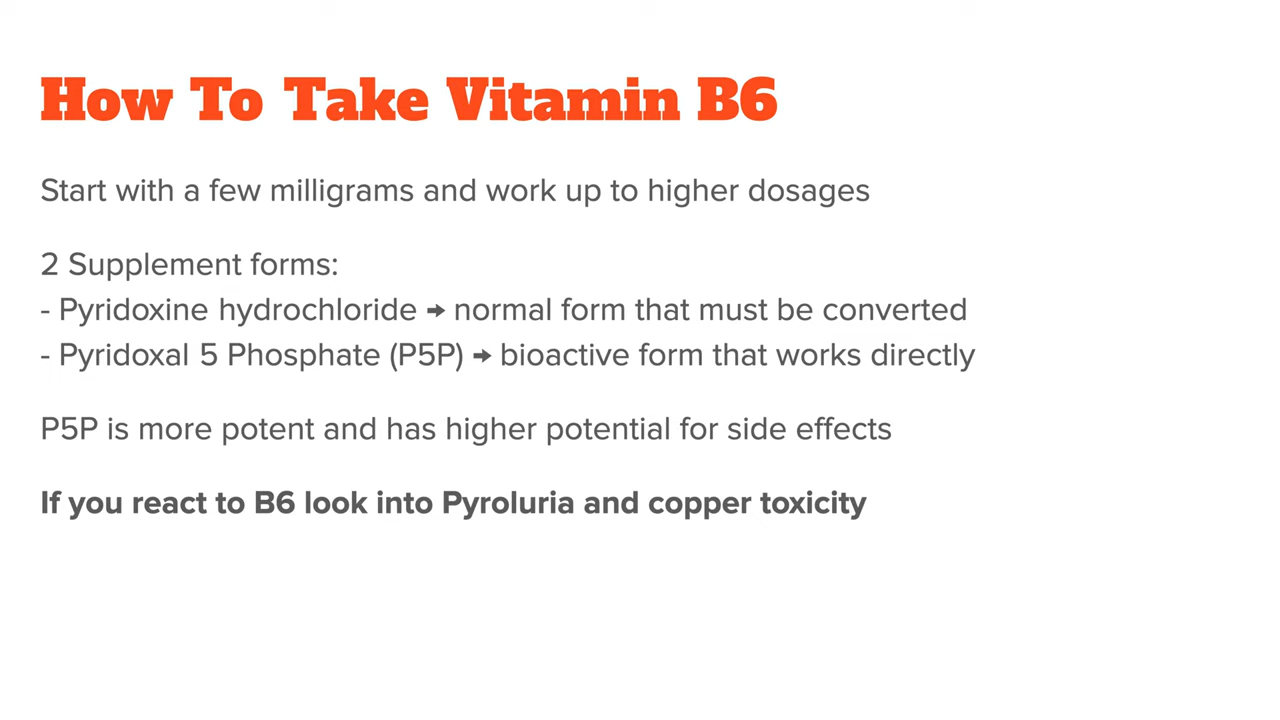 How To Take Vitamin B6
Start with a few milligrams and work up to higher dosages
2 Supplement forms:
- Pyridoxine hydrochloride → normal form that must be converted
- Pyridoxal 5 Phosphate (P5P) → bioactive form that works directly
P5P is more potent and has higher potential for side effects
If you react to B6 look into Pyroluria and copper toxicity